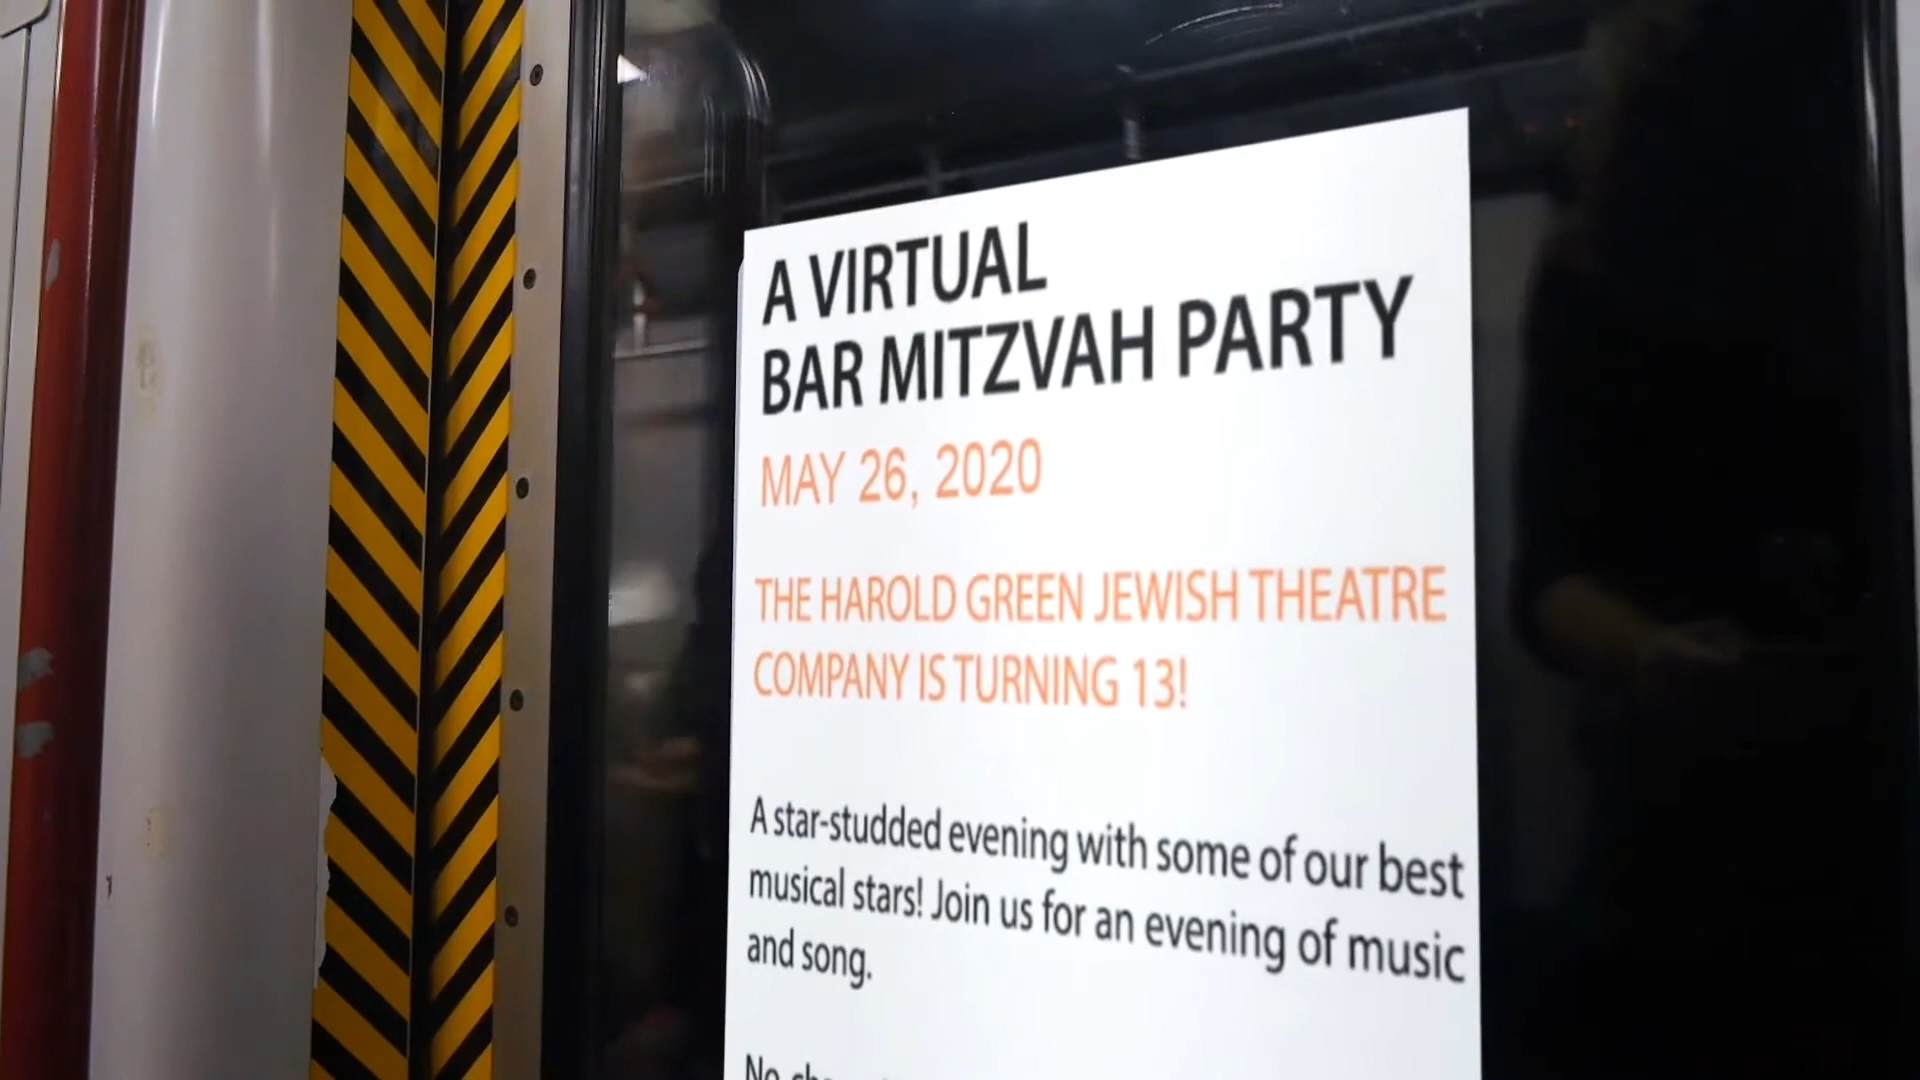 A VIRTUAL
BAR MITZVAH PARTY
MAY 26, 2020
THE HAROLD GREEN JEWISH THEATRE
COMPANY IS TURNING 13!
A star-studded evening with some of our best
musical stars! Join us for an evening of music
and song.
No